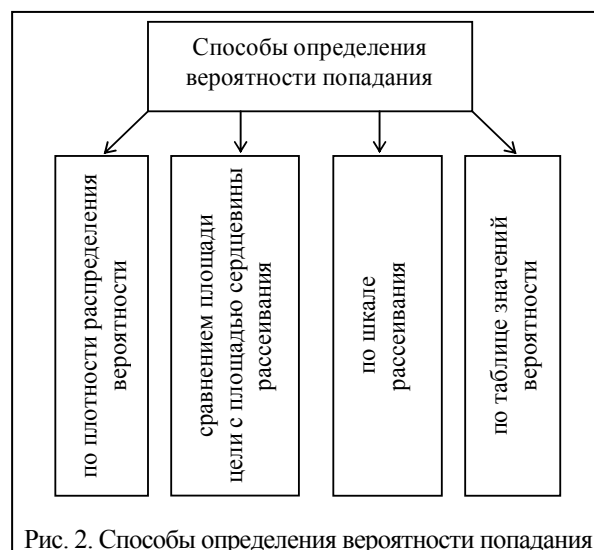 Способы определения
вероятности попадания
по плотности распределения
вероятности
сравнением площади
цели с площадью сердцевины
рассеивания
по шкале
рассеивания
по таблице значений
вероятности
Рис. 2. Способы определения вероятности попадания